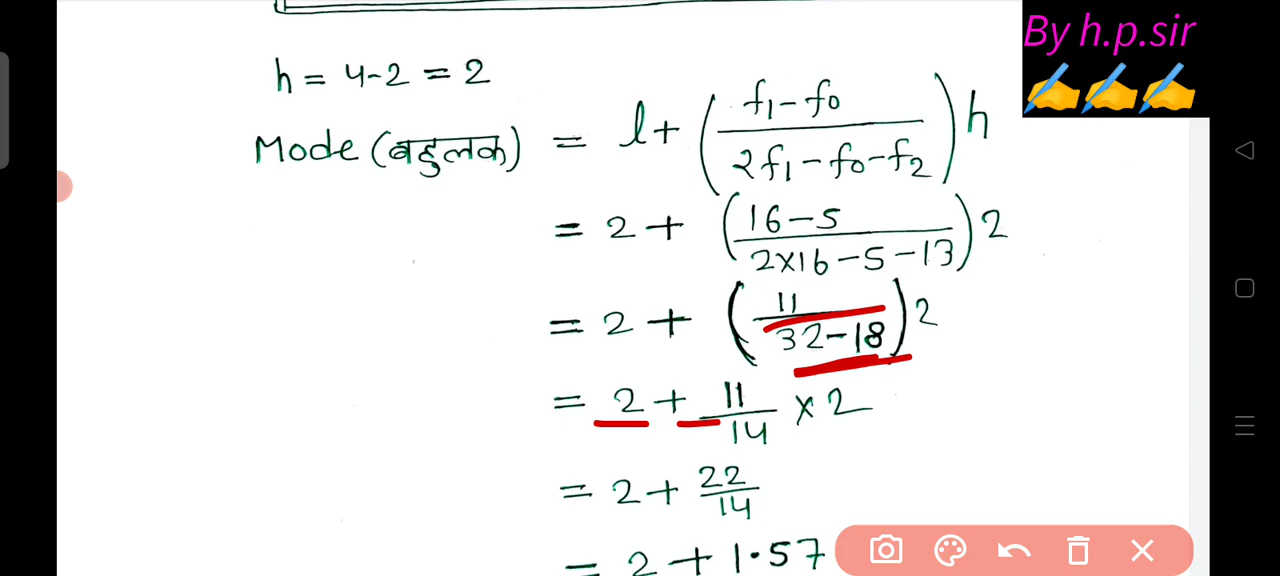 By h.p.sir
✍✍✍
h = 4-2 = 2
Mode (बहुलक) = l + ( f₁ - f₀ / 2f₁ - f₀ - f₂ ) h
= 2 + ( 16 - 5 / 2×16 - 5 - 13 ) 2
= 2 + ( 11 / 32 - 18 ) 2
= 2 + 11/14 × 2
= 2 + 22/14
= 2 + 1.57